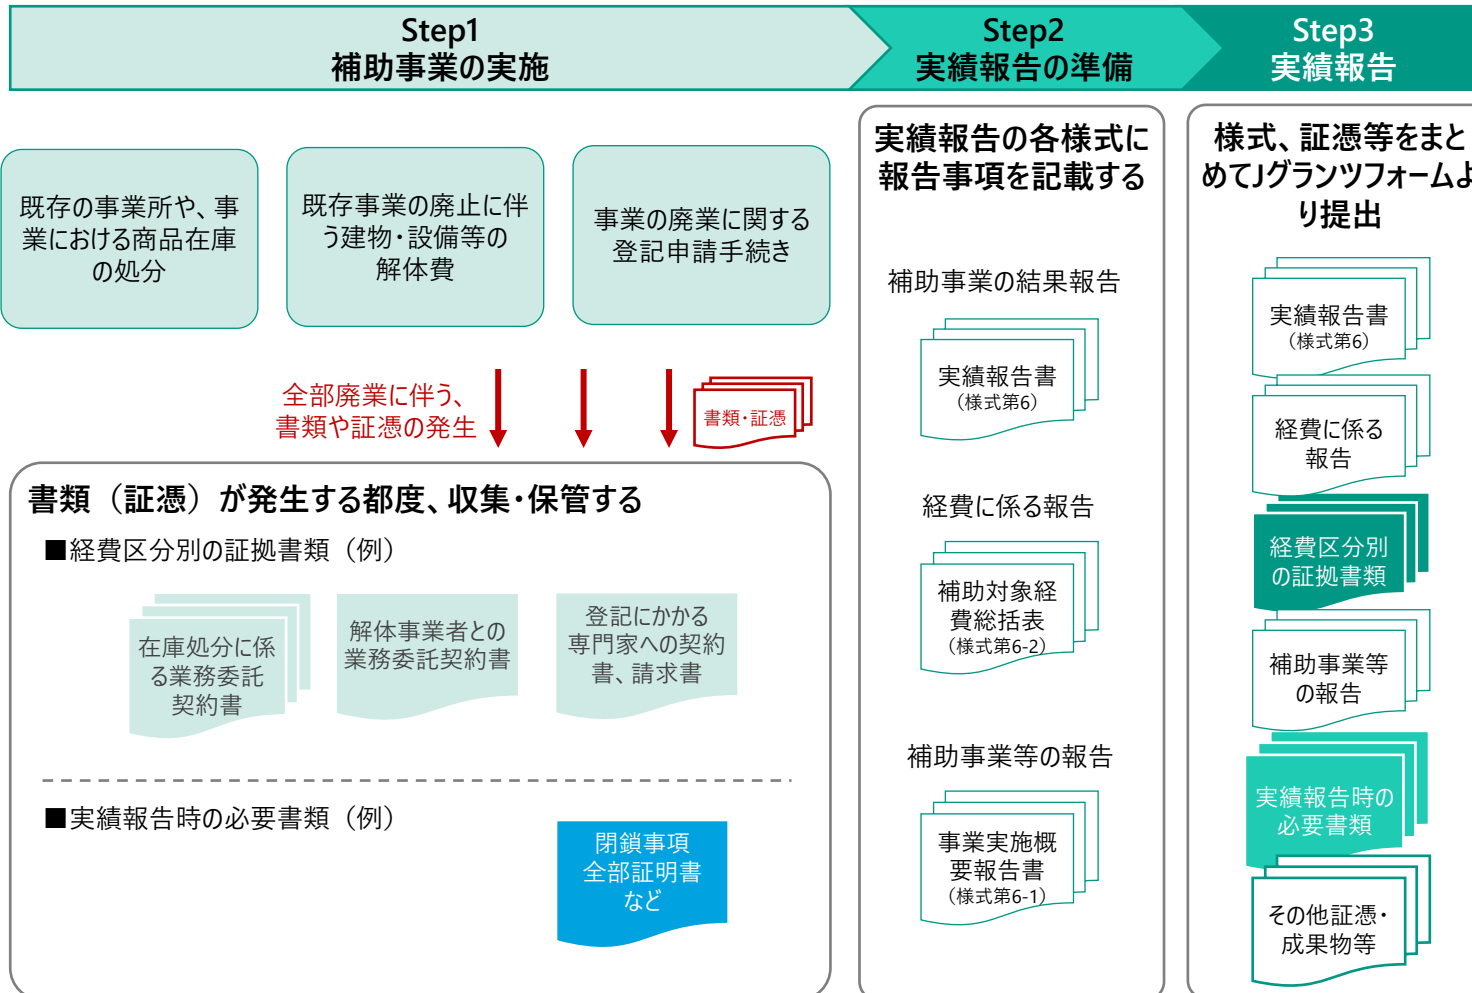 Step1
補助事業の実施
Step2
実績報告の準備
Step3
実績報告
既存の事業所や、事
業における商品在庫
の処分
既存事業の廃止に伴
う建物・設備等の
解体費
事業の廃業に関する
登記申請手続き
全部廃業に伴う、
書類や証憑の発生
書類・証憑
書類（証憑）が発生する都度、収集・保管する
■経費区分別の証拠書類（例）
在庫処分に係
る業務委託
契約書
解体事業者との
業務委託契約書
登記にかかる
専門家への契約
書、請求書
■実績報告時の必要書類（例）
閉鎖事項
全部証明書
など
実績報告の各様式に
報告事項を記載する
補助事業の結果報告
実績報告書
（様式第6）
経費に係る報告
補助対象経
費総括表
（様式第6-2）
補助事業等の報告
事業実施概
要報告書
（様式第6-1）
様式、証憑等をまと
めてJグランツフォームよ
り提出
実績報告書
（様式第6）
経費に係る
報告
経費区分別
の証拠書類
補助事業等
の報告
実績報告時の
必要書類
その他証憑・
成果物等